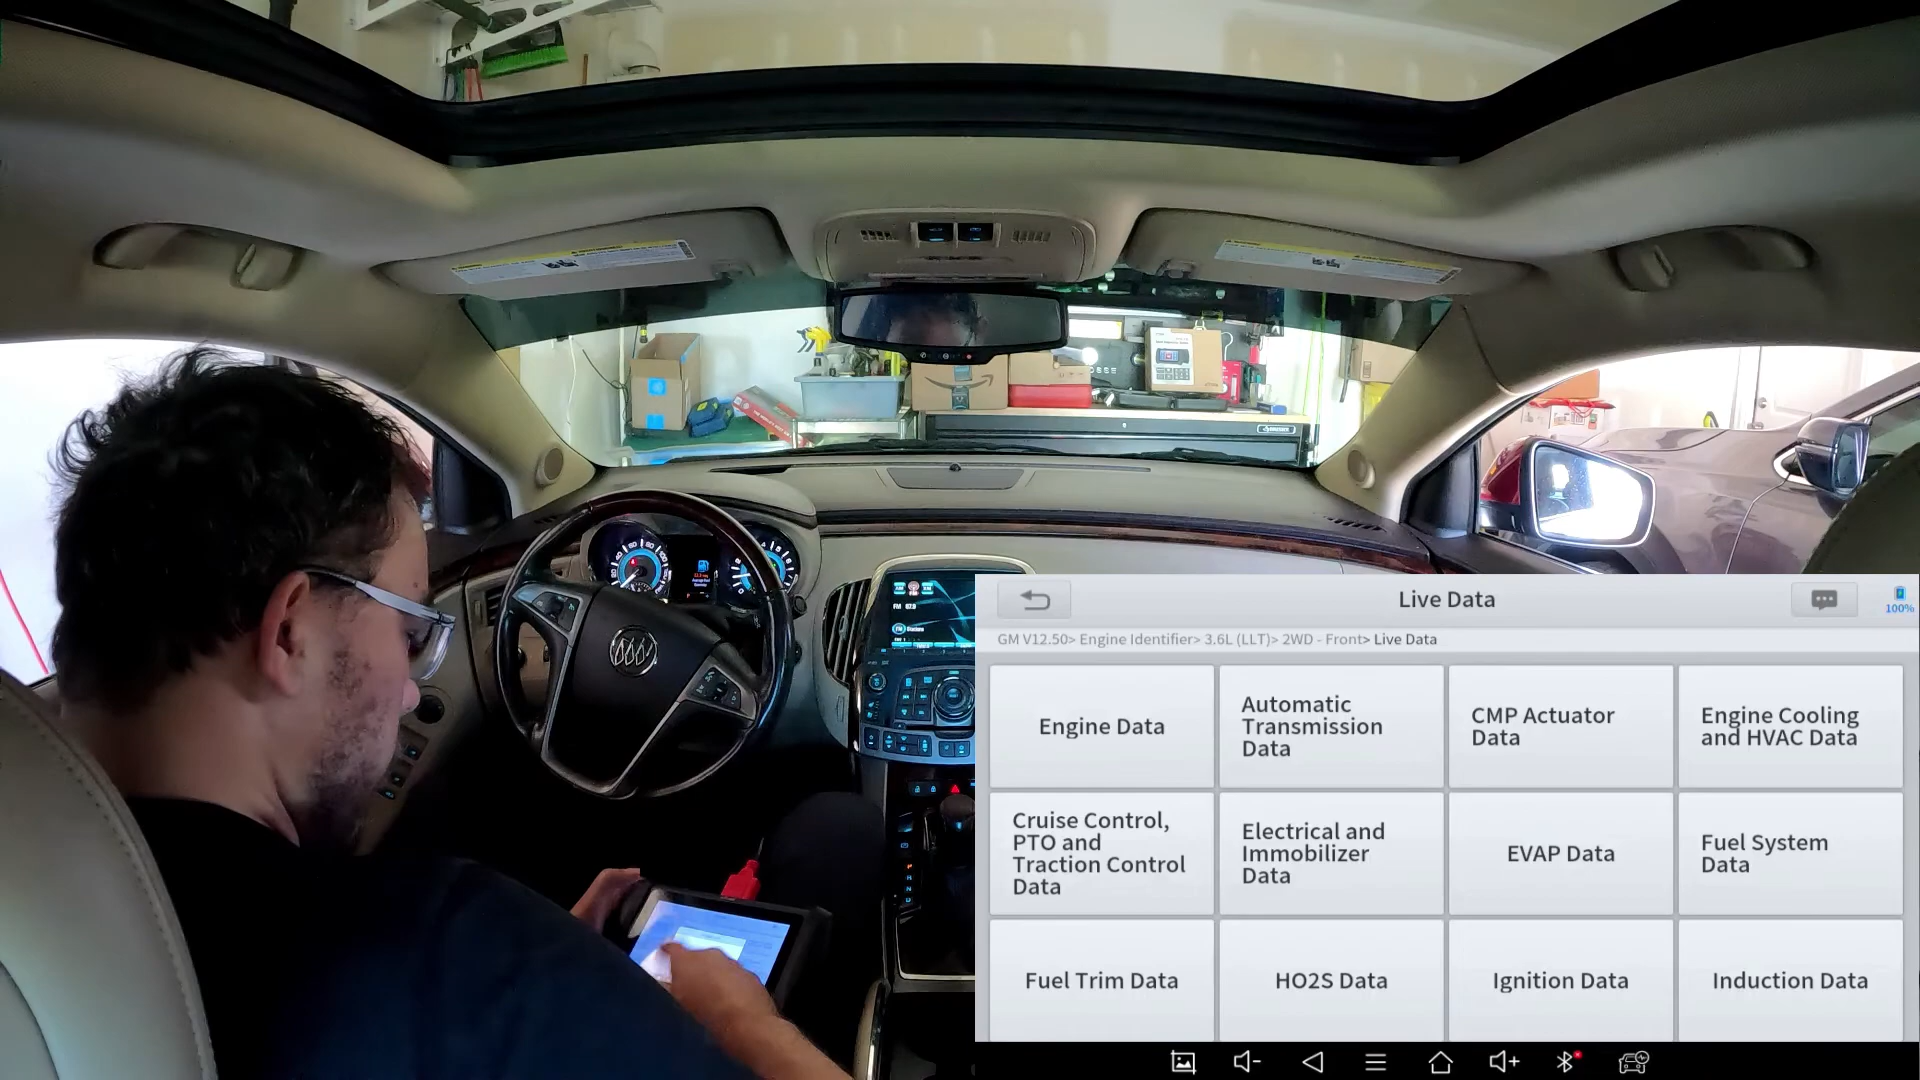 Live Data
100%
GM V12.50> Engine Identifier> 3.6L (LLT)> 2WD - Front> Live Data
Engine Data
Automatic
Transmission
Data
CMP Actuator
Data
Engine Cooling
and HVAC Data
Cruise Control,
PTO and
Traction Control
Data
Electrical and
Immobilizer
Data
EVAP Data
Fuel System
Data
Fuel Trim Data
HO2S Data
Ignition Data
Induction Data